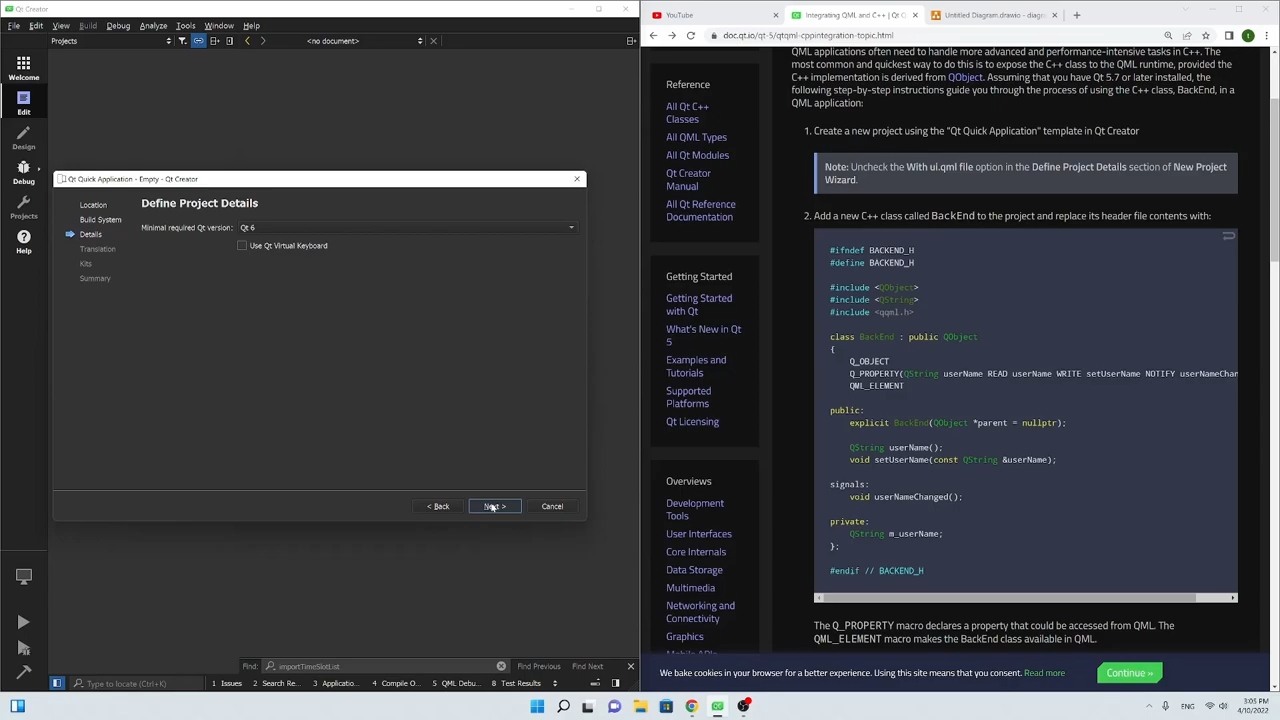 Qt Creator
File Edit View Build Debug Analyze Tools Window Help
Projects
<no document>
Welcome
Edit
Design
Debug
Projects
Help
Qt Quick Application - Empty - Qt Creator
Location
Build System
Details
Translation
Kits
Summary
Define Project Details
Minimal required Qt version: Qt 6
Use Qt Virtual Keyboard
< Back Next > Cancel
Find: importTimeSlotList Find Previous Find Next
Type to locate (Ctrl+K) 1 Issues 2 Search Re... 3 Applicatio... 4 Compile O... 5 QML Debu... 8 Test Results
YouTube
Integrating QML and C++ | Qt Q
Untitled Diagram.drawio - diagra
doc.qt.io/qt-5/qtqml-cppintegration-topic.html
t
Reference
All Qt C++
Classes
All QML Types
All Qt Modules
Qt Creator
Manual
All Qt Reference
Documentation
Getting Started
Getting Started
with Qt
What's New in Qt
5
Examples and
Tutorials
Supported
Platforms
Qt Licensing
Overviews
Development
Tools
User Interfaces
Core Internals
Data Storage
Multimedia
Networking and
Connectivity
Graphics
QML applications often need to handle more advanced and performance-intensive tasks in C++. The
most common and quickest way to do this is to expose the C++ class to the QML runtime, provided the
C++ implementation is derived from QObject. Assuming that you have Qt 5.7 or later installed, the
following step-by-step instructions guide you through the process of using the C++ class, BackEnd, in a
QML application:
1. Create a new project using the "Qt Quick Application" template in Qt Creator
Note: Uncheck the With ui.qml file option in the Define Project Details section of New Project
Wizard.
2. Add a new C++ class called BackEnd to the project and replace its header file contents with:
#ifndef BACKEND_H
#define BACKEND_H
#include <QObject>
#include <QString>
#include <qqml.h>
class BackEnd : public QObject
{
Q_OBJECT
Q_PROPERTY(QString userName READ userName WRITE setUserName NOTIFY userNameChan
QML_ELEMENT
public:
explicit BackEnd(QObject *parent = nullptr);
QString userName();
void setUserName(const QString &userName);
signals:
void userNameChanged();
private:
QString m_userName;
};
#endif // BACKEND_H
The Q_PROPERTY macro declares a property that could be accessed from QML. The
QML_ELEMENT macro makes the BackEnd class available in QML.
We bake cookies in your browser for a better experience. Using this site means that you consent. Read more
Continue »
ENG
3:05 PM
4/10/2022